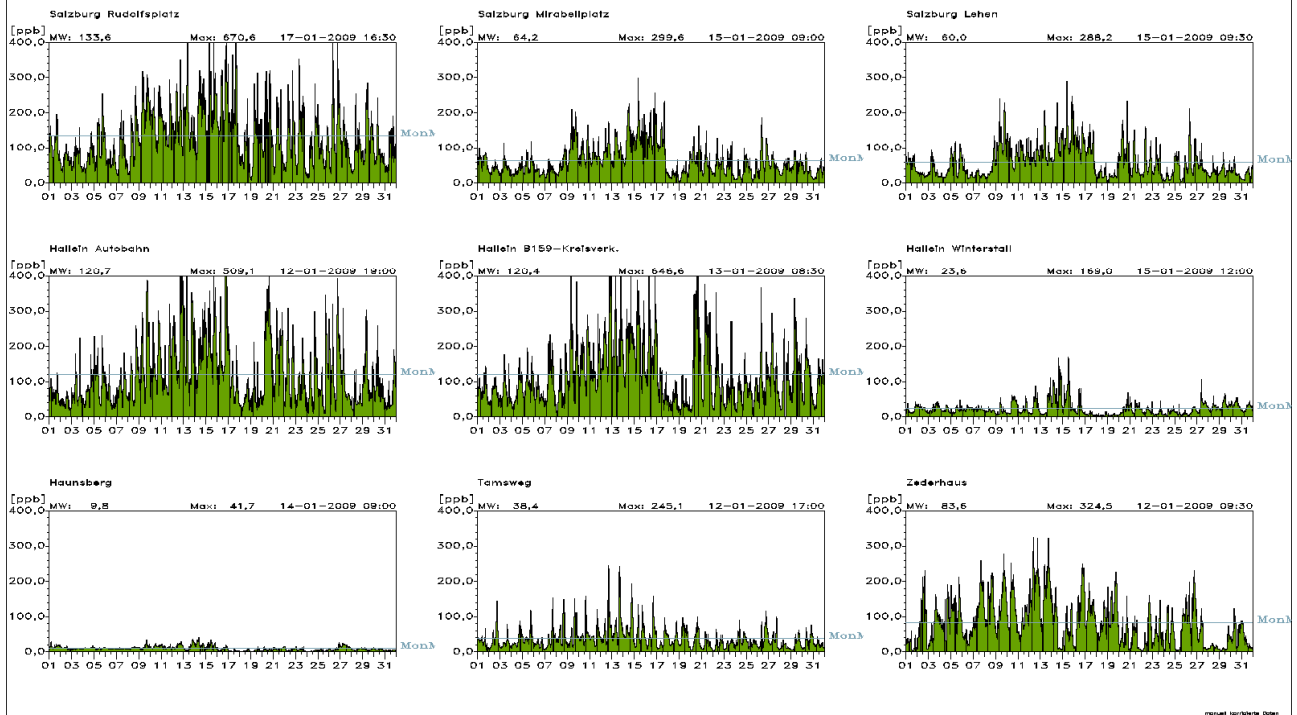 Salzburg Rudolfsplatz
[ppb]
MW: 133,6 Max: 670,6 17-01-2009 16:30
400,0
300,0
200,0
100,0
0,0
MonM
01 03 05 07 09 11 13 15 17 19 21 23 25 27 29 31
Salzburg Mirabellplatz
[ppb]
MW: 64,2 Max: 299,6 15-01-2009 09:00
400,0
300,0
200,0
100,0
0,0
MonM
01 03 05 07 09 11 13 15 17 19 21 23 25 27 29 31
Salzburg Lehen
[ppb]
MW: 60,0 Max: 288,2 15-01-2009 09:30
400,0
300,0
200,0
100,0
0,0
MonM
01 03 05 07 09 11 13 15 17 19 21 23 25 27 29 31
Hallein Autobahn
[ppb]
MW: 120,7 Max: 509,1 12-01-2009 19:00
400,0
300,0
200,0
100,0
0,0
MonM
01 03 05 07 09 11 13 15 17 19 21 23 25 27 29 31
Hallein B159-Kreisverk.
[ppb]
MW: 120,4 Max: 646,6 13-01-2009 08:30
400,0
300,0
200,0
100,0
0,0
MonM
01 03 05 07 09 11 13 15 17 19 21 23 25 27 29 31
Hallein Winterstall
[ppb]
MW: 23,6 Max: 169,0 15-01-2009 12:00
400,0
300,0
200,0
100,0
0,0
MonM
01 03 05 07 09 11 13 15 17 19 21 23 25 27 29 31
Haunsberg
[ppb]
MW: 9,8 Max: 41,7 14-01-2009 09:00
400,0
300,0
200,0
100,0
0,0
MonM
01 03 05 07 09 11 13 15 17 19 21 23 25 27 29 31
Tamsweg
[ppb]
MW: 38,4 Max: 245,1 12-01-2009 17:00
400,0
300,0
200,0
100,0
0,0
MonM
01 03 05 07 09 11 13 15 17 19 21 23 25 27 29 31
Zederhaus
[ppb]
MW: 83,6 Max: 324,5 12-01-2009 09:30
400,0
300,0
200,0
100,0
0,0
MonM
01 03 05 07 09 11 13 15 17 19 21 23 25 27 29 31
manuel korrigierte Daten